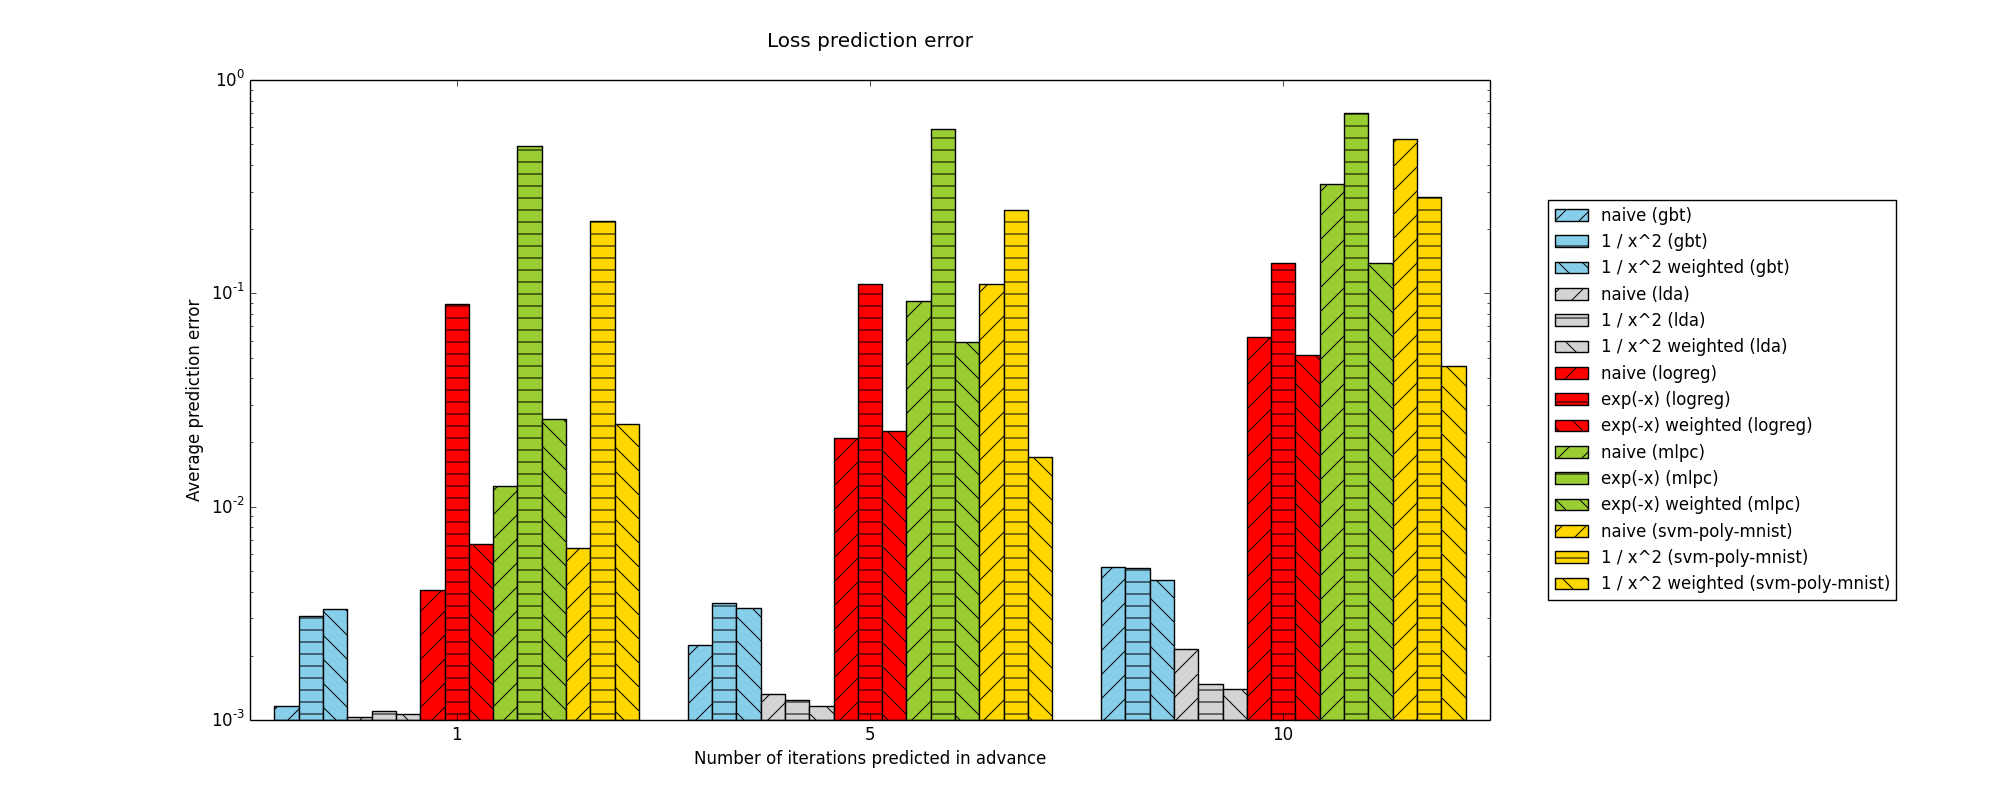 Loss prediction error
10^0
10^-1
10^-2
10^-3
Average prediction error
1 5 10
Number of iterations predicted in advance
naive (gbt)
1 / x^2 (gbt)
1 / x^2 weighted (gbt)
naive (lda)
1 / x^2 (lda)
1 / x^2 weighted (lda)
naive (logreg)
exp(-x) (logreg)
exp(-x) weighted (logreg)
naive (mlpc)
exp(-x) (mlpc)
exp(-x) weighted (mlpc)
naive (svm-poly-mnist)
1 / x^2 (svm-poly-mnist)
1 / x^2 weighted (svm-poly-mnist)